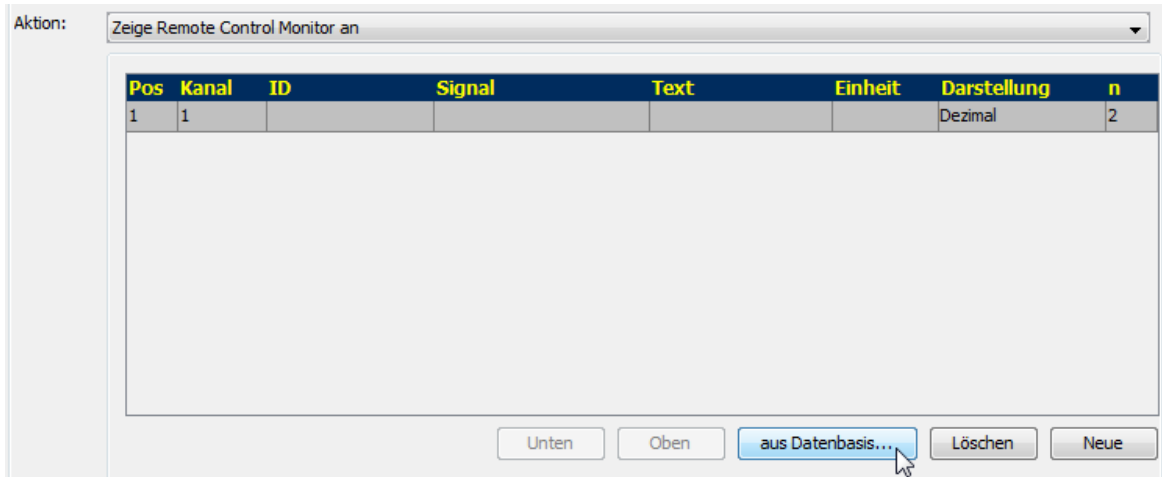 Aktion: Zeige Remote Control Monitor an
Pos Kanal ID Signal Text Einheit Darstellung n
1 1 Dezimal 2
Unten Oben aus Datenbasis... Löschen Neue